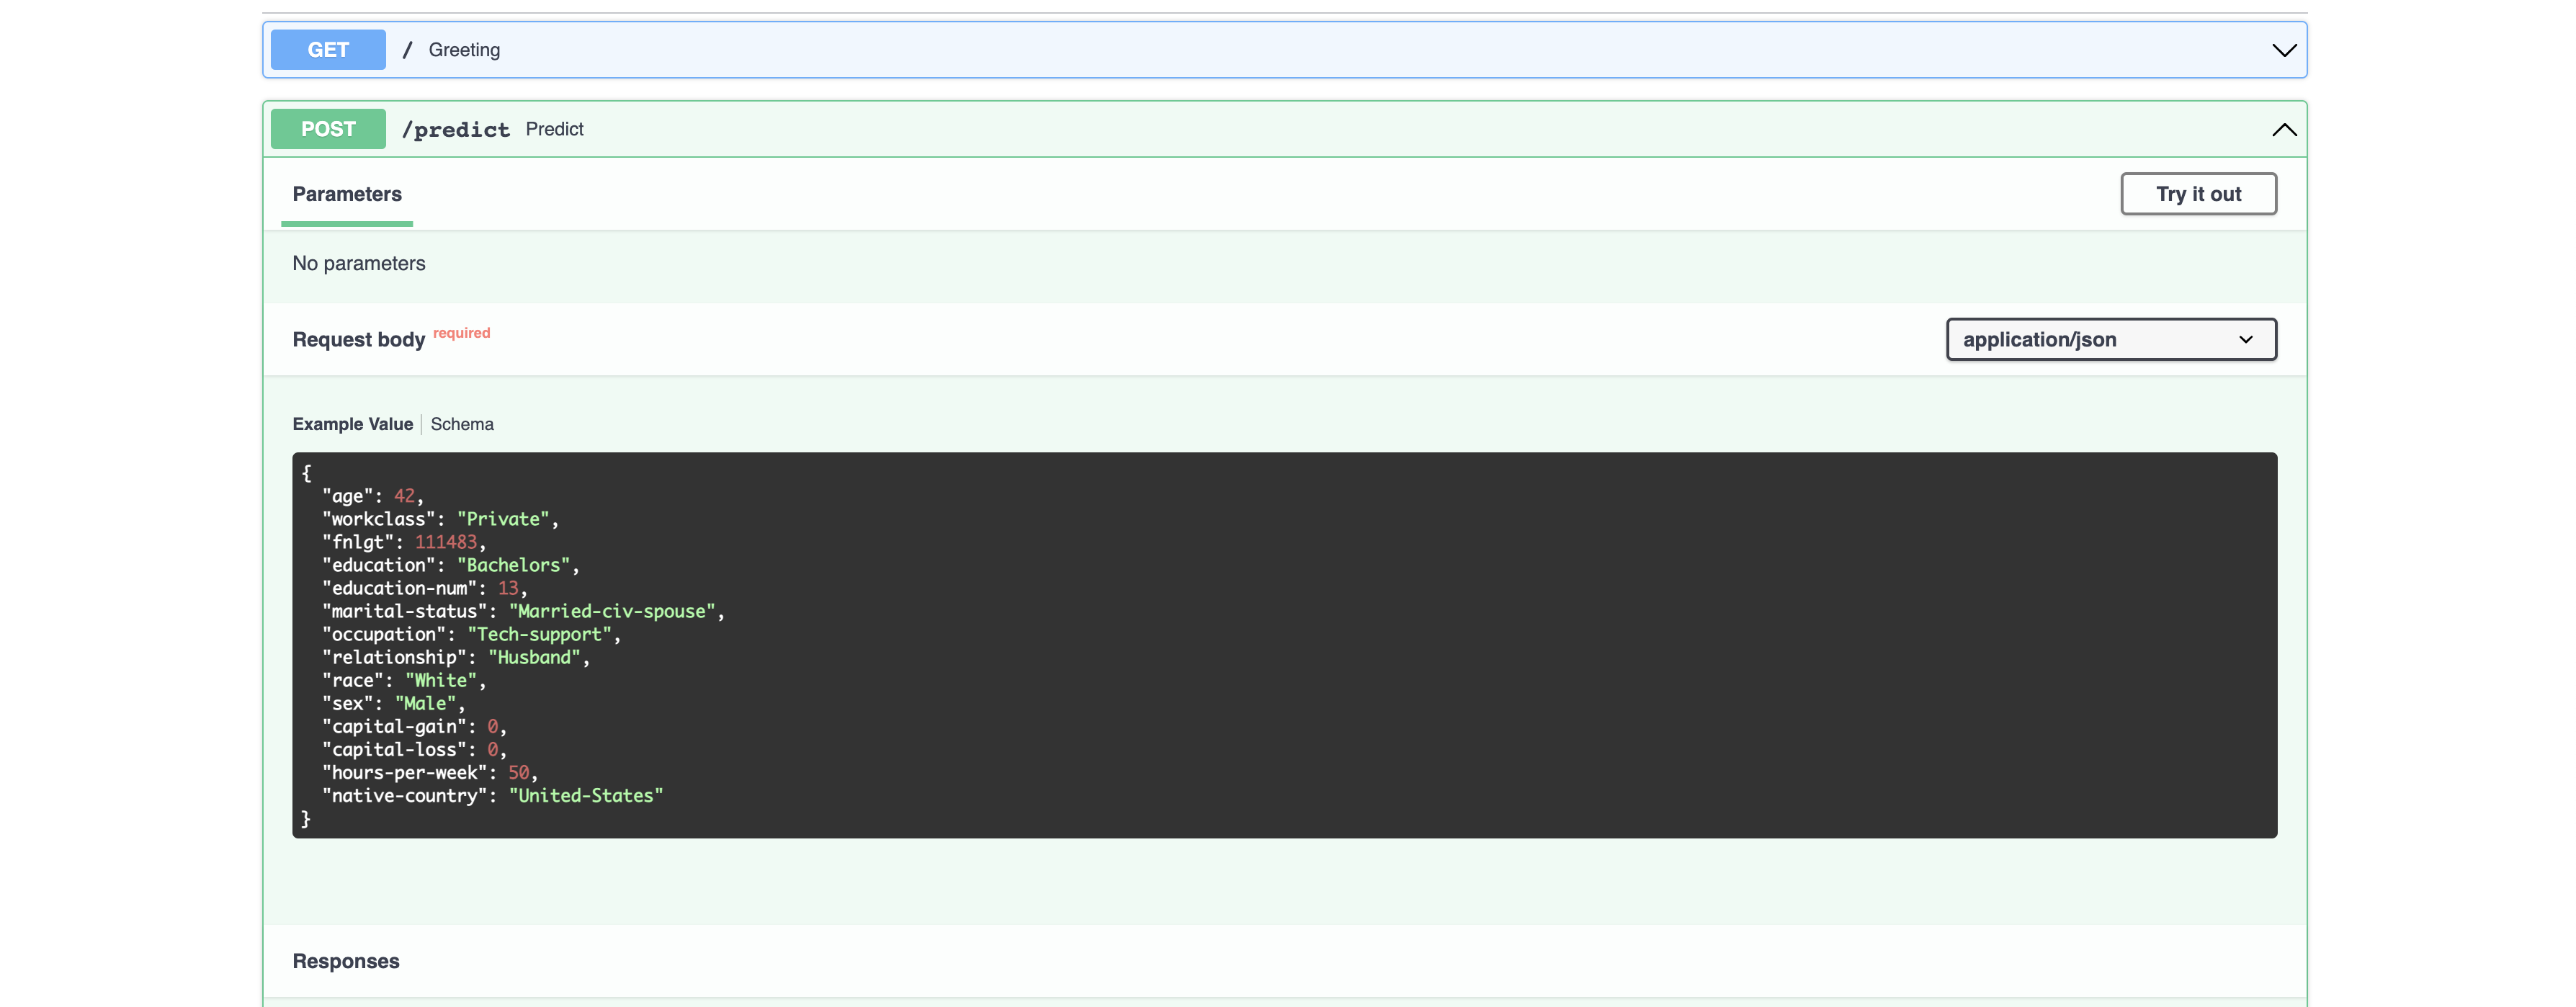 GET / Greeting
POST /predict Predict
Parameters
Try it out
No parameters
Request body required
application/json
Example Value | Schema
{
  "age": 42,
  "workclass": "Private",
  "fnlgt": 111483,
  "education": "Bachelors",
  "education-num": 13,
  "marital-status": "Married-civ-spouse",
  "occupation": "Tech-support",
  "relationship": "Husband",
  "race": "White",
  "sex": "Male",
  "capital-gain": 0,
  "capital-loss": 0,
  "hours-per-week": 50,
  "native-country": "United-States"
}
Responses